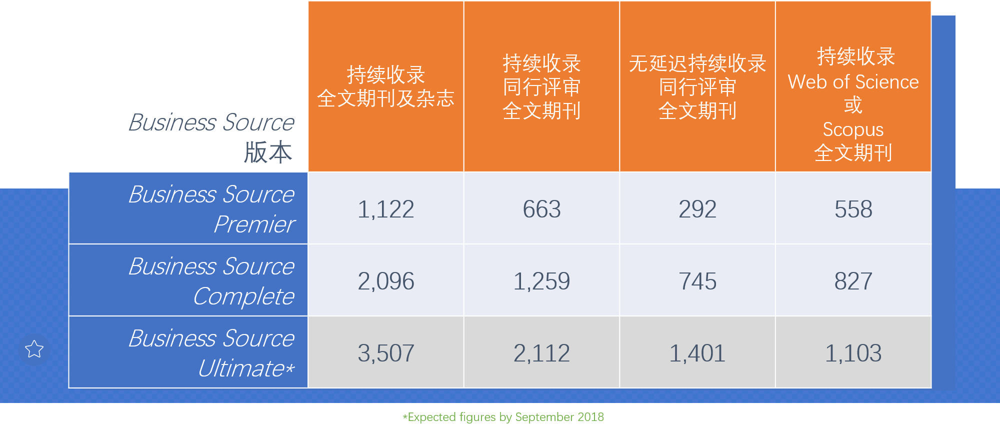 Business Source
版本
持续收录
全文期刊及杂志
持续收录
同行评审
全文期刊
无延迟持续收录
同行评审
全文期刊
持续收录
Web of Science
或
Scopus
全文期刊
Business Source
Premier
1,122
663
292
558
Business Source
Complete
2,096
1,259
745
827
Business Source
Ultimate*
3,507
2,112
1,401
1,103
*Expected figures by September 2018